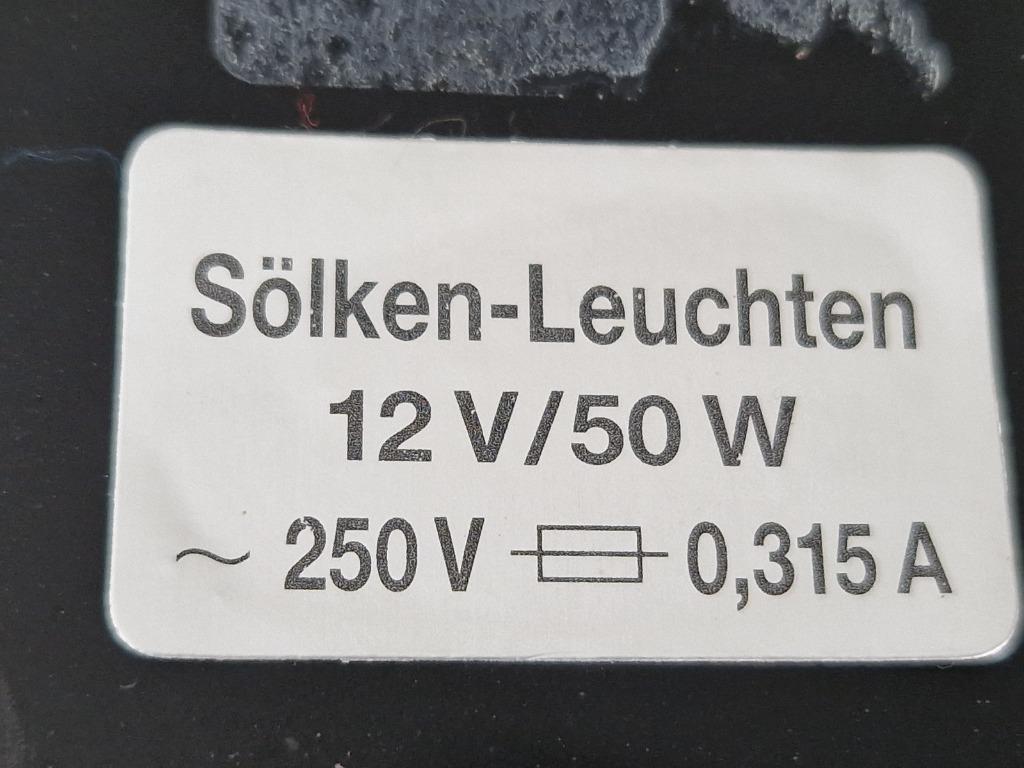 Sölken-Leuchten
12 V/50 W
~ 250 V 0,315 A